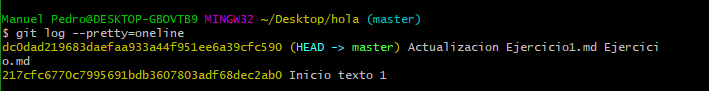 Manuel Pedro@DESKTOP-GBOVTB9 MINGW32 ~/Desktop/hola (master)
$ git log --pretty=oneline
dc0dad219683daefaa933a44f951ee6a39cfc590 (HEAD -> master) Actualizacion Ejercicio1.md Ejercici
o.md
217cfc6770c7995691bdb3607803adf68dec2ab0 Inicio texto 1